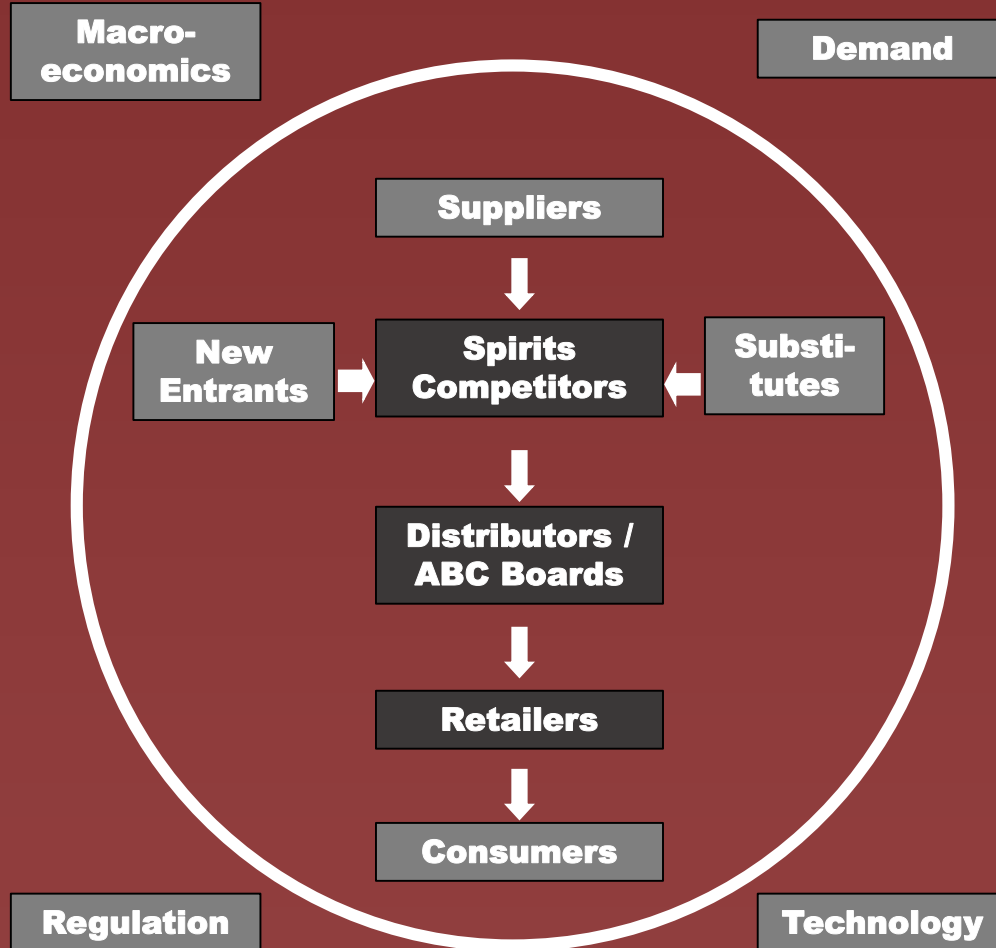 Macro-
economics
Demand
Suppliers
New
Entrants
Spirits
Competitors
Substi-
tutes
Distributors /
ABC Boards
Retailers
Consumers
Regulation
Technology